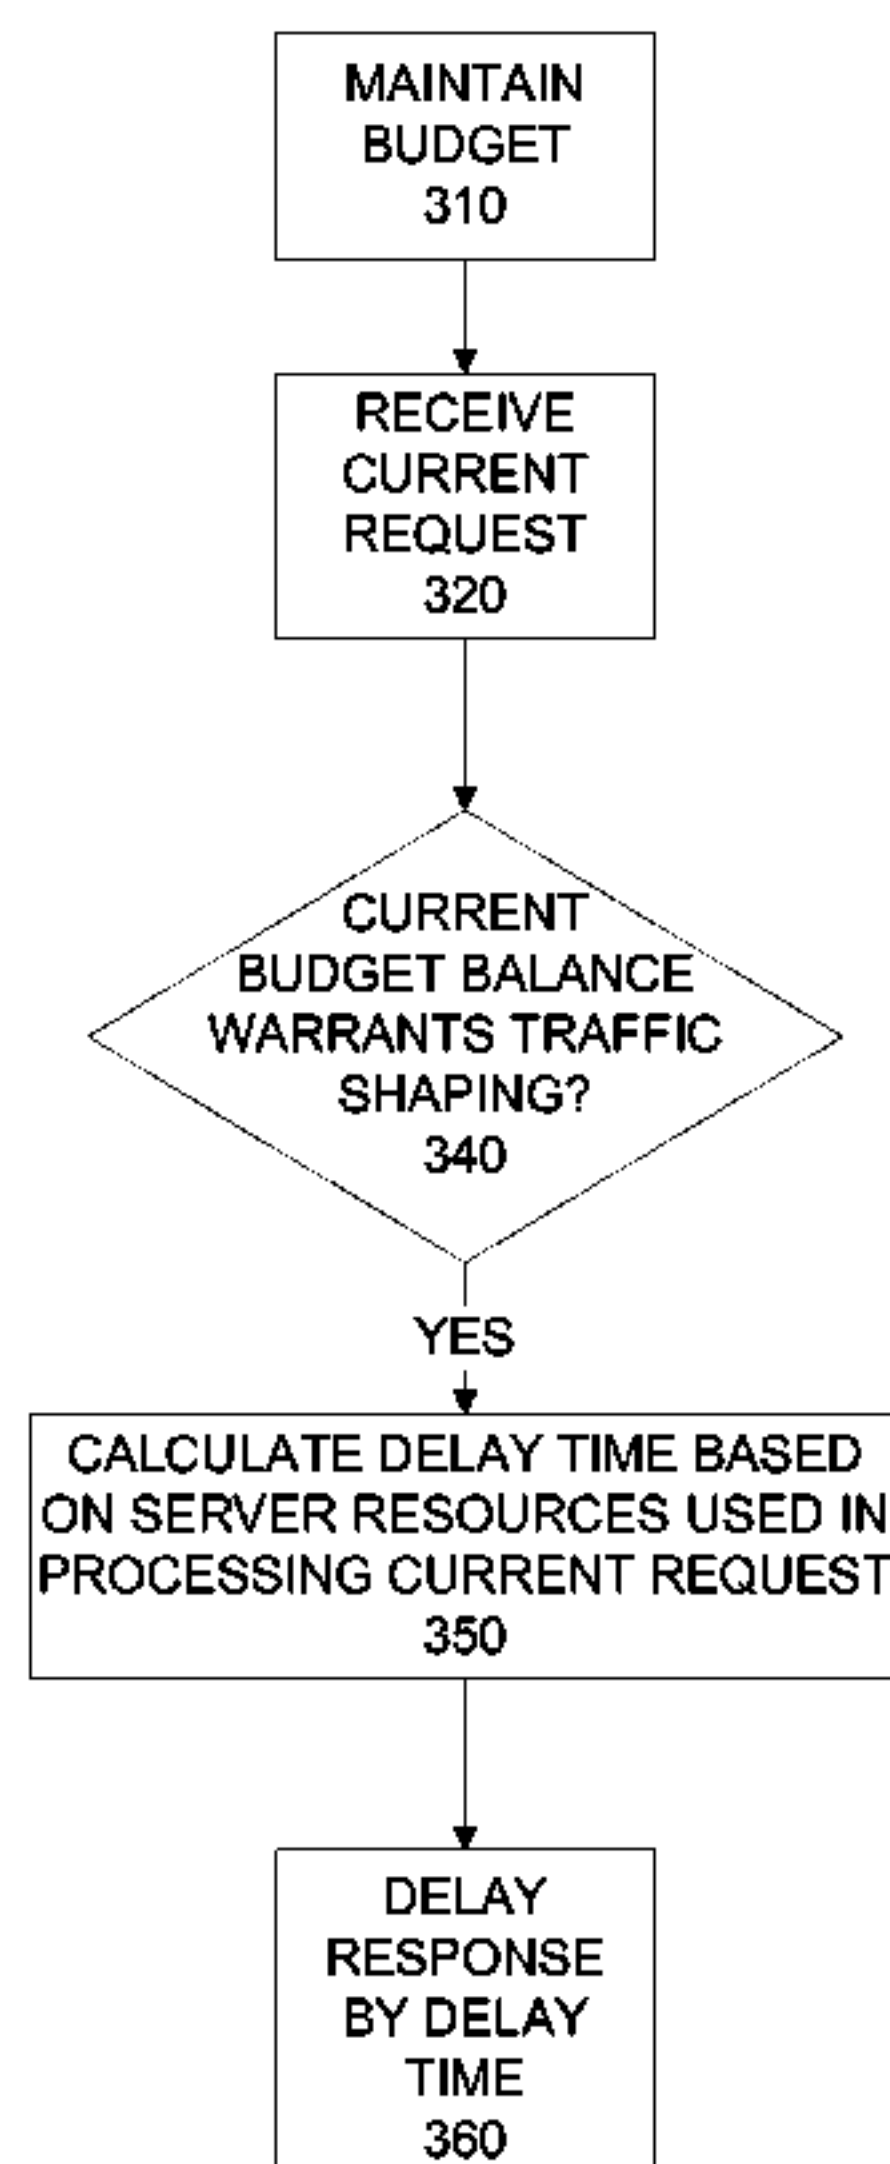 MAINTAIN
BUDGET
310
RECEIVE
CURRENT
REQUEST
320
CURRENT
BUDGET BALANCE
WARRANTS TRAFFIC
SHAPING?
340
YES
CALCULATE DELAY TIME BASED
ON SERVER RESOURCES USED IN
PROCESSING CURRENT REQUEST
350
DELAY
RESPONSE
BY DELAY
TIME
360